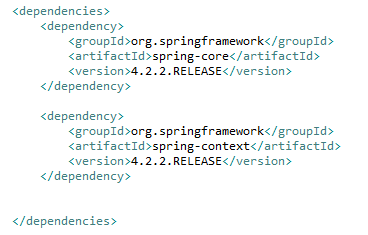 <dependencies>
<dependency>
<groupId>org.springframework</groupId>
<artifactId>spring-core</artifactId>
<version>4.2.2.RELEASE</version>
</dependency>
<dependency>
<groupId>org.springframework</groupId>
<artifactId>spring-context</artifactId>
<version>4.2.2.RELEASE</version>
</dependency>
</dependencies>